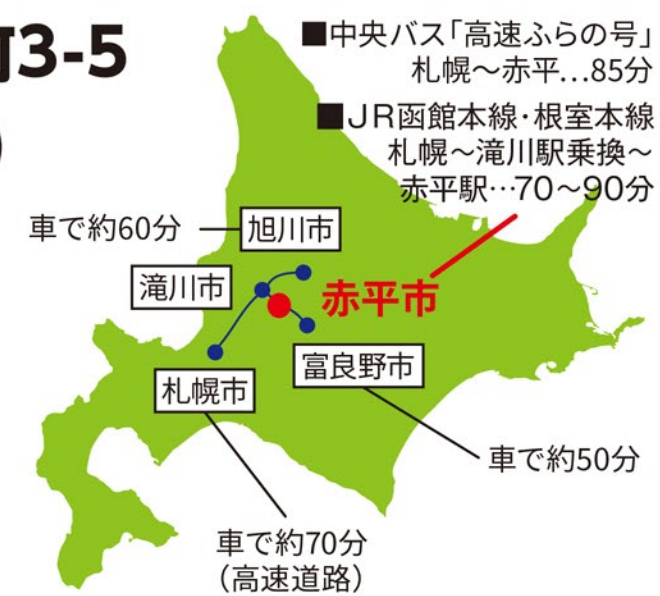 町3-5
■中央バス「高速ふらの号」
札幌～赤平…85分
■JR函館本線・根室本線
札幌～滝川駅乗換～
赤平駅…70～90分
車で約60分
旭川市
滝川市
赤平市
富良野市
札幌市
車で約50分
車で約70分
（高速道路）